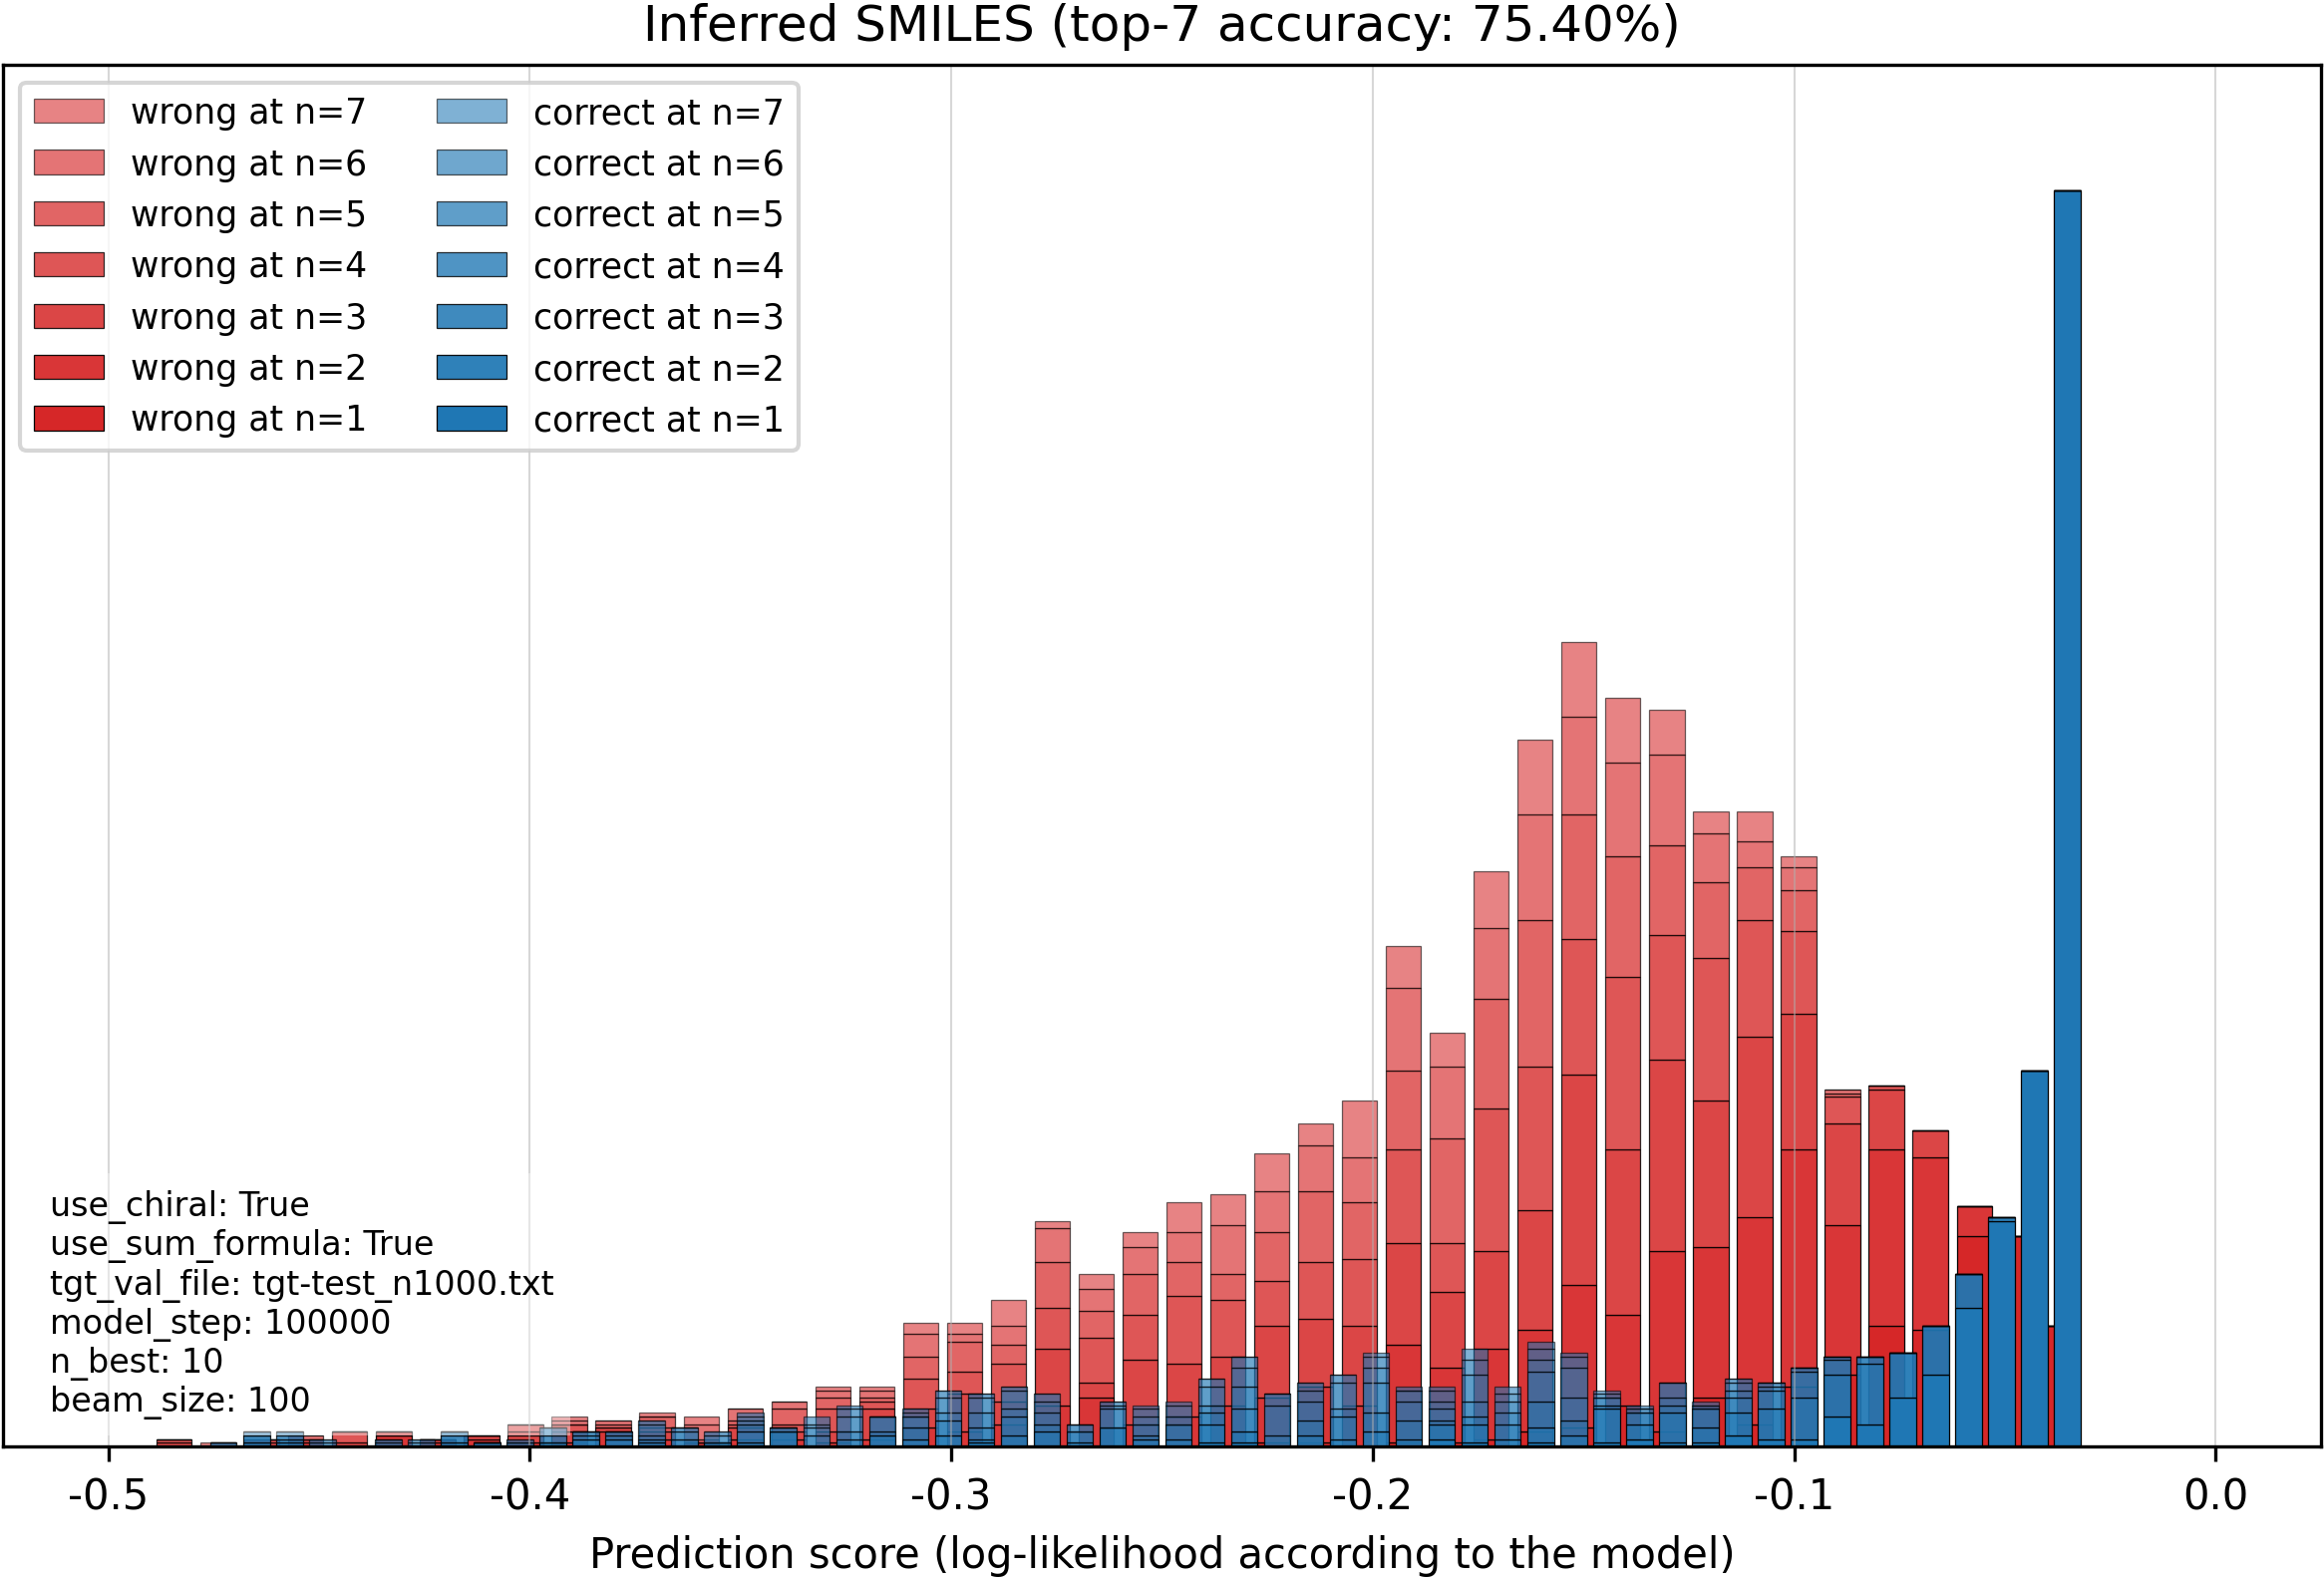 Inferred SMILES (top-7 accuracy: 75.40%)
wrong at n=7
wrong at n=6
wrong at n=5
wrong at n=4
wrong at n=3
wrong at n=2
wrong at n=1
correct at n=7
correct at n=6
correct at n=5
correct at n=4
correct at n=3
correct at n=2
correct at n=1
use_chiral: True
use_sum_formula: True
tgt_val_file: tgt-test_n1000.txt
model_step: 100000
n_best: 10
beam_size: 100
-0.5 -0.4 -0.3 -0.2 -0.1 0.0
Prediction score (log-likelihood according to the model)